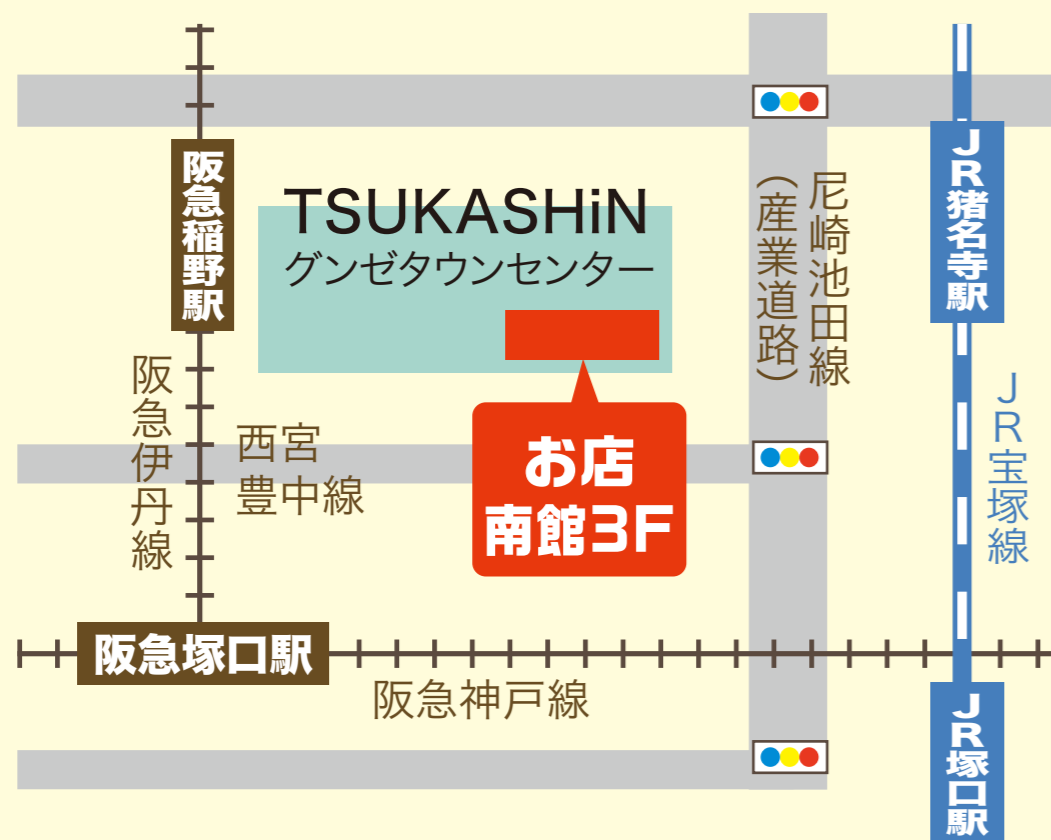 TSUKASHiN
グンゼタウンセンター
お店
南館3F
阪急稲野駅
阪急伊丹線
西宮
豊中線
阪急塚口駅
阪急神戸線
尼崎池田線
(産業道路)
JR猪名寺駅
JR宝塚線
JR塚口駅